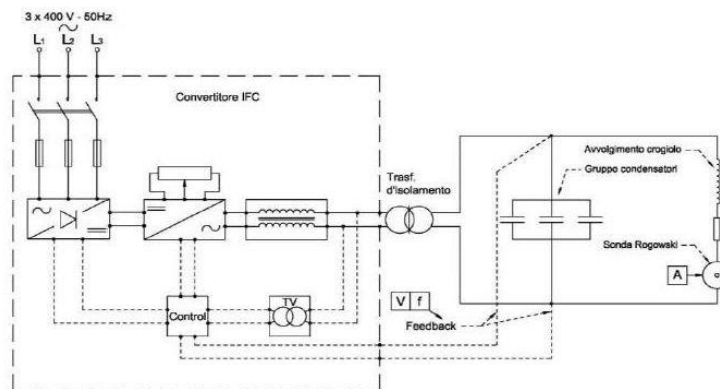 3 x 400 V - 50Hz
L1 L2 L3
Convertitore IFC
Avvolgimento crogiolo
Trasf.
d'Isolamento
Gruppo condensatori
Sonda Rogowski
A
TV
V f
Control
Feedback